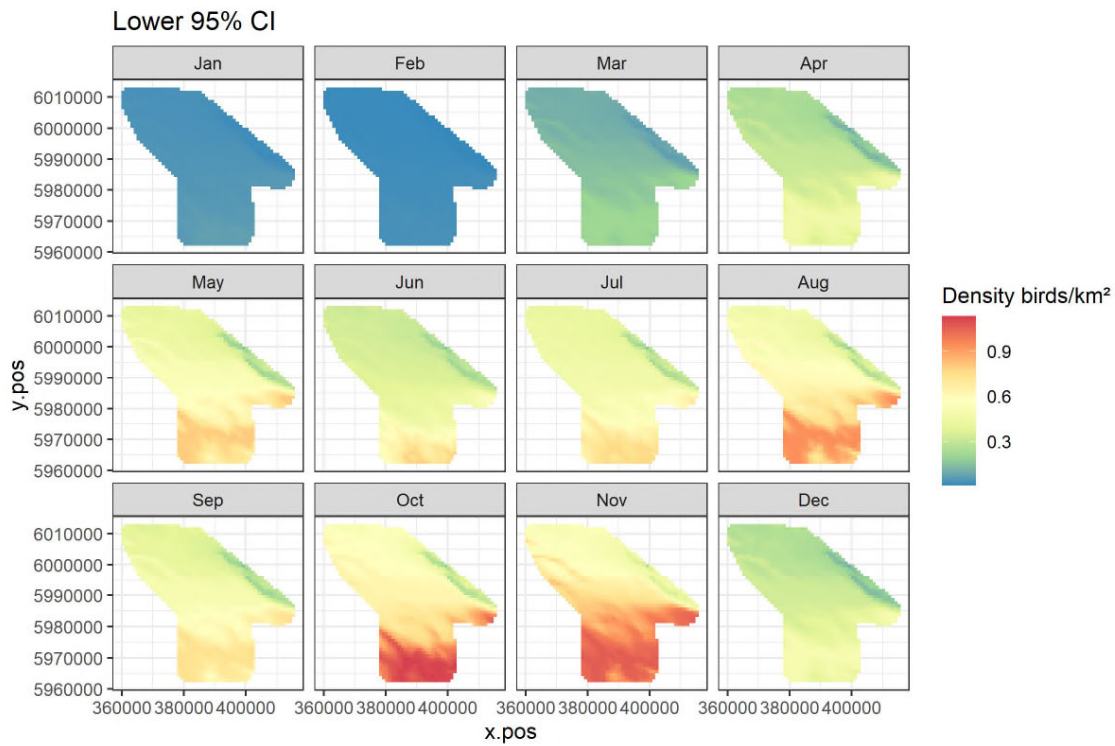 Lower 95% CI
Jan Feb Mar Apr
6010000
6000000
5990000
5980000
5970000
5960000
May Jun Jul Aug
6010000
6000000
5990000
5980000
5970000
5960000
Sep Oct Nov Dec
6010000
6000000
5990000
5980000
5970000
5960000
360000 380000 400000 360000 380000 400000 360000 380000 400000 360000 380000 400000
x.pos
y.pos
Density birds/km²
0.9
0.6
0.3